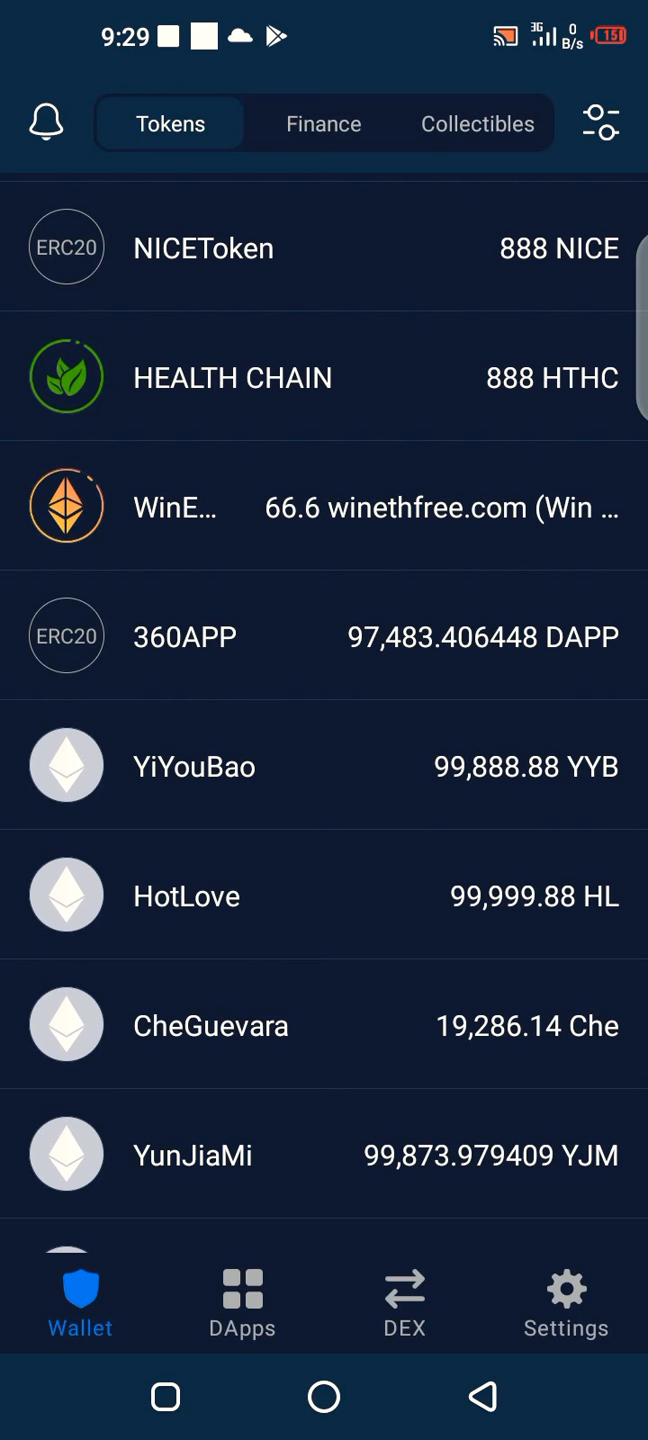 9:29 3G 0 B/s 15
Tokens Finance Collectibles
ERC20 NICEToken 888 NICE
HEALTH CHAIN 888 HTHC
WinE... 66.6 winethfree.com (Win ...
ERC20 360APP 97,483.406448 DAPP
YiYouBao 99,888.88 YYB
HotLove 99,999.88 HL
CheGuevara 19,286.14 Che
YunJiaMi 99,873.979409 YJM
Wallet DApps DEX Settings